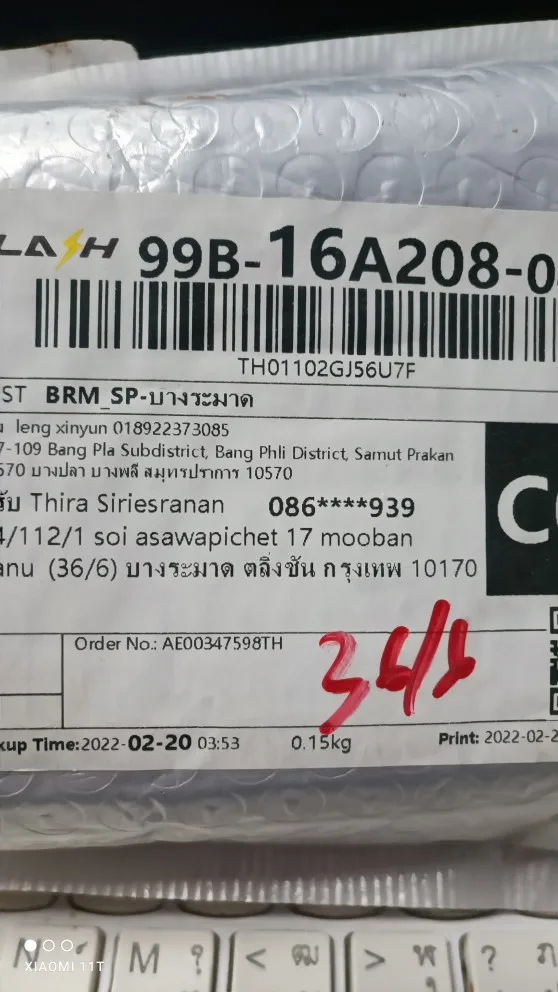 LASH 99B-16A208-0
TH01102GJ56U7F
ST BRM_SP-บางระมาด
leng xinyun 018922373085
7-109 Bang Pla Subdistrict, Bang Phli District, Samut Prakan
570 บางปลา บางพลี สมุทรปราการ 10570
รับ Thira Siriesranan 086****939
4/112/1 soi asawapichet 17 mooban
anu (36/6) บางระมาด ตลิ่งชัน กรุงเทพ 10170
C
Order No.: AE00347598TH
kup Time:2022-02-20 03:53 0.15kg Print: 2022-02-2
M ? < ฒ > ฬ ? ภ
XIAOMI 11T